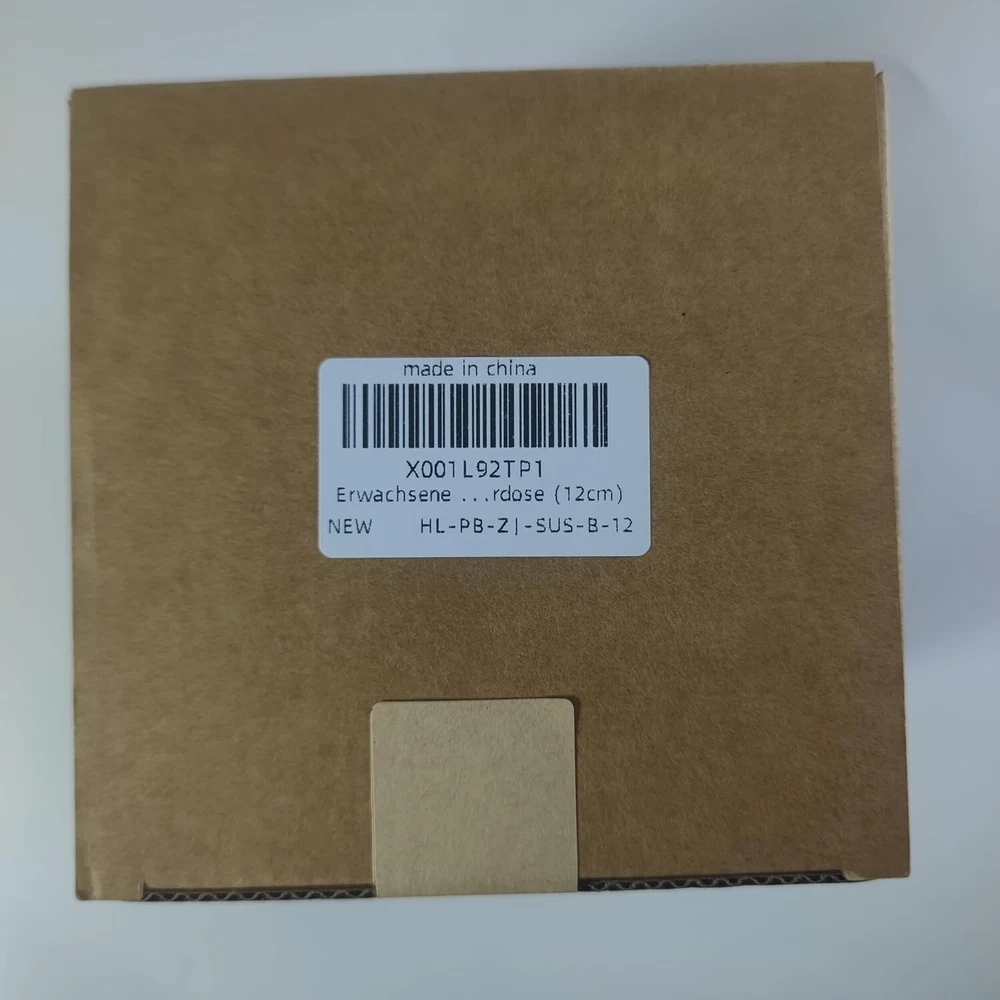 made in china
X001L92TP1
Erwachsene ...rdose (12cm)
NEW HL-PB-ZJ-SUS-B-12